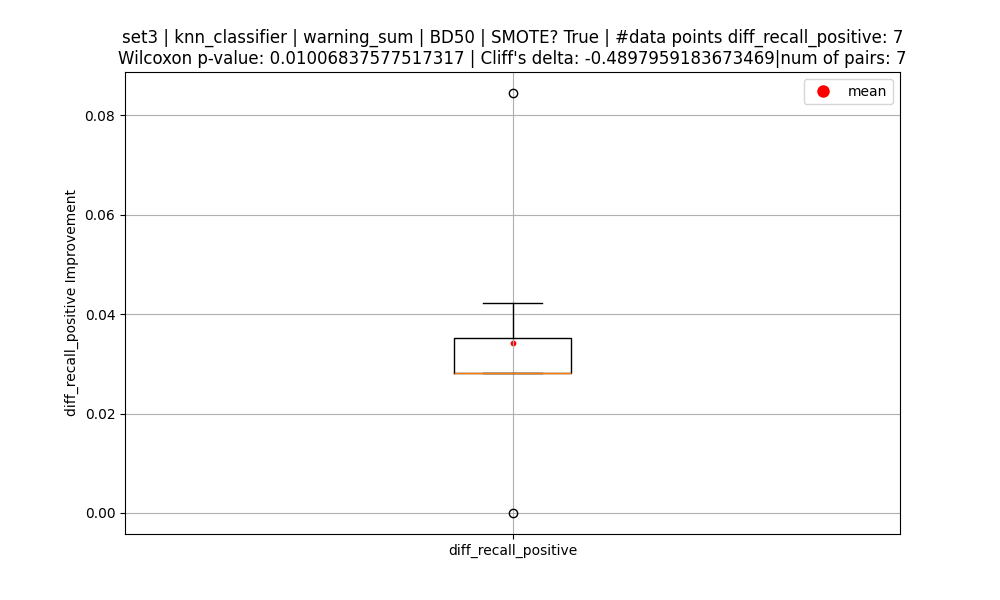 set3 | knn_classifier | warning_sum | BD50 | SMOTE? True | #data points diff_recall_positive: 7
Wilcoxon p-value: 0.01006837577517317 | Cliff's delta: -0.4897959183673469|num of pairs: 7
mean
0.08
0.06
0.04
0.02
0.00
diff_recall_positive Improvement
diff_recall_positive